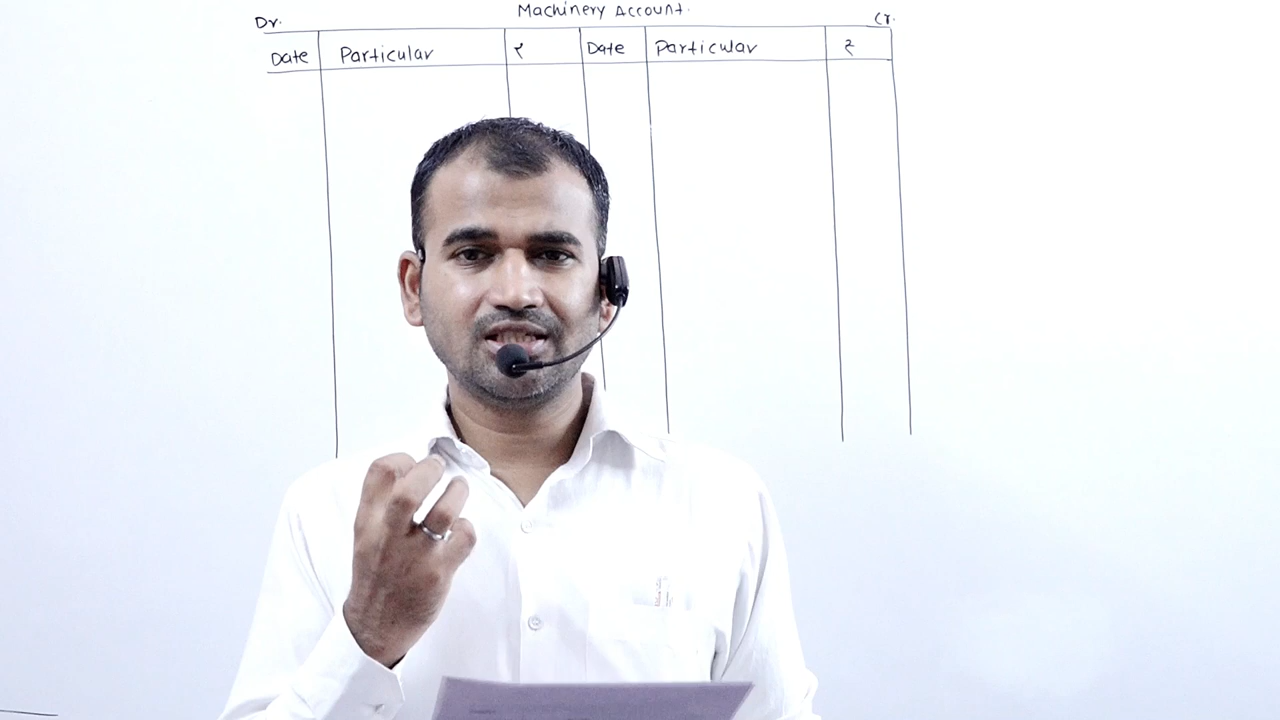 Machinery Account.
Dr. Cr.
Date Particular ₹ Date Particular ₹